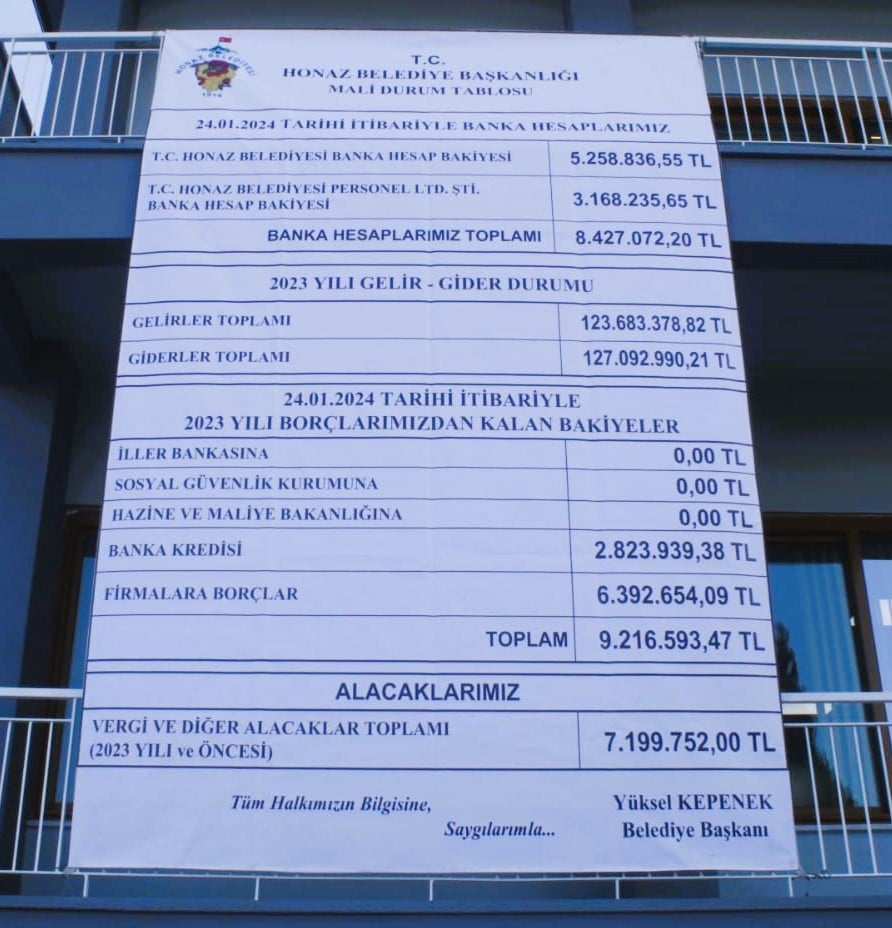 HONAZ BELEDİYESİ
1914
T.C.
HONAZ BELEDİYE BAŞKANLIĞI
MALİ DURUM TABLOSU
24.01.2024 TARİHİ İTİBARİYLE BANKA HESAPLARIMIZ
T.C. HONAZ BELEDİYESİ BANKA HESAP BAKİYESİ 5.258.836,55 TL
T.C. HONAZ BELEDİYESİ PERSONEL LTD. ŞTİ.
BANKA HESAP BAKİYESİ 3.168.235,65 TL
BANKA HESAPLARIMIZ TOPLAMI 8.427.072,20 TL
2023 YILI GELİR - GİDER DURUMU
GELİRLER TOPLAMI 123.683.378,82 TL
GİDERLER TOPLAMI 127.092.990,21 TL
24.01.2024 TARİHİ İTİBARİYLE
2023 YILI BORÇLARIMIZDAN KALAN BAKİYELER
İLLER BANKASINA 0,00 TL
SOSYAL GÜVENLİK KURUMUNA 0,00 TL
HAZİNE VE MALİYE BAKANLIĞINA 0,00 TL
BANKA KREDİSİ 2.823.939,38 TL
FİRMALARA BORÇLAR 6.392.654,09 TL
TOPLAM 9.216.593,47 TL
ALACAKLARIMIZ
VERGİ VE DİĞER ALACAKLAR TOPLAMI
(2023 YILI ve ÖNCESİ) 7.199.752,00 TL
Tüm Halkımızın Bilgisine,
Saygılarımla...
Yüksel KEPENEK
Belediye Başkanı